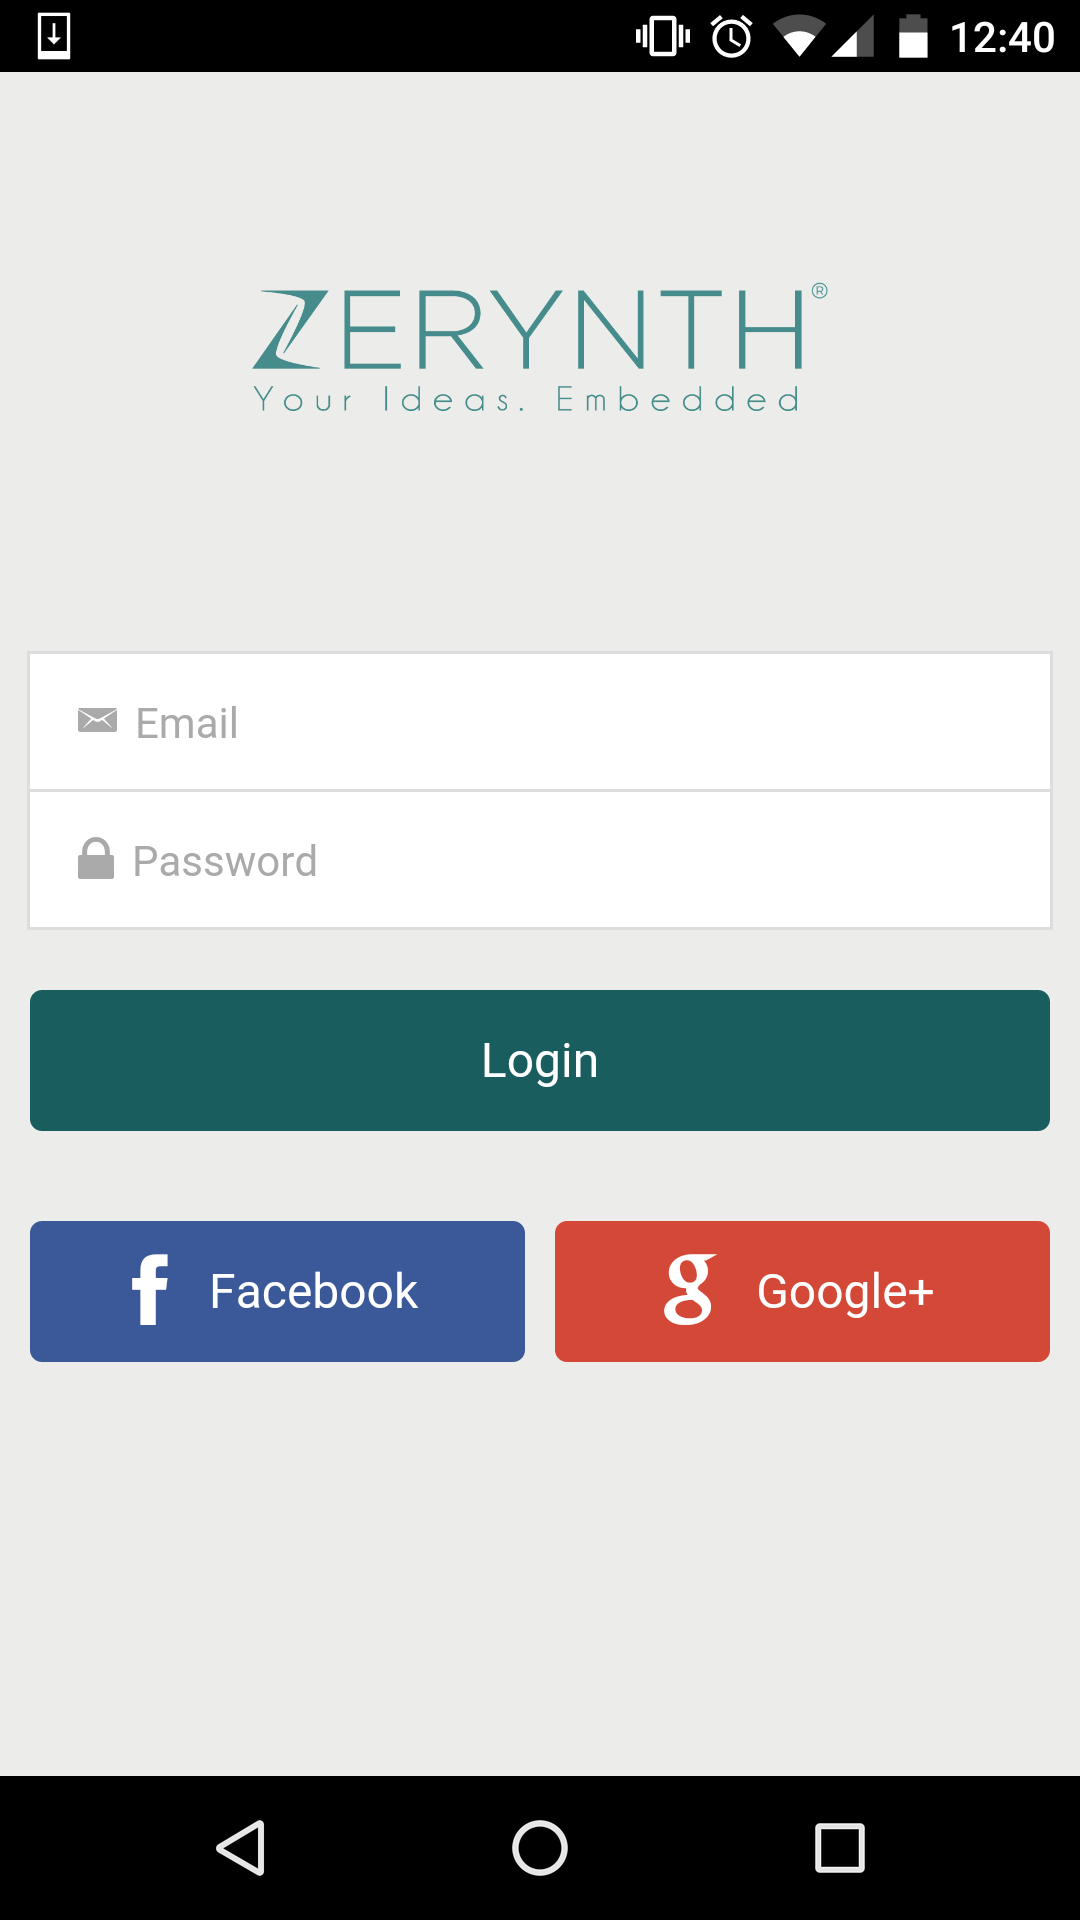 12:40
ZERYNTH®
Your Ideas. Embedded
Email
Password
Login
f Facebook
g Google+